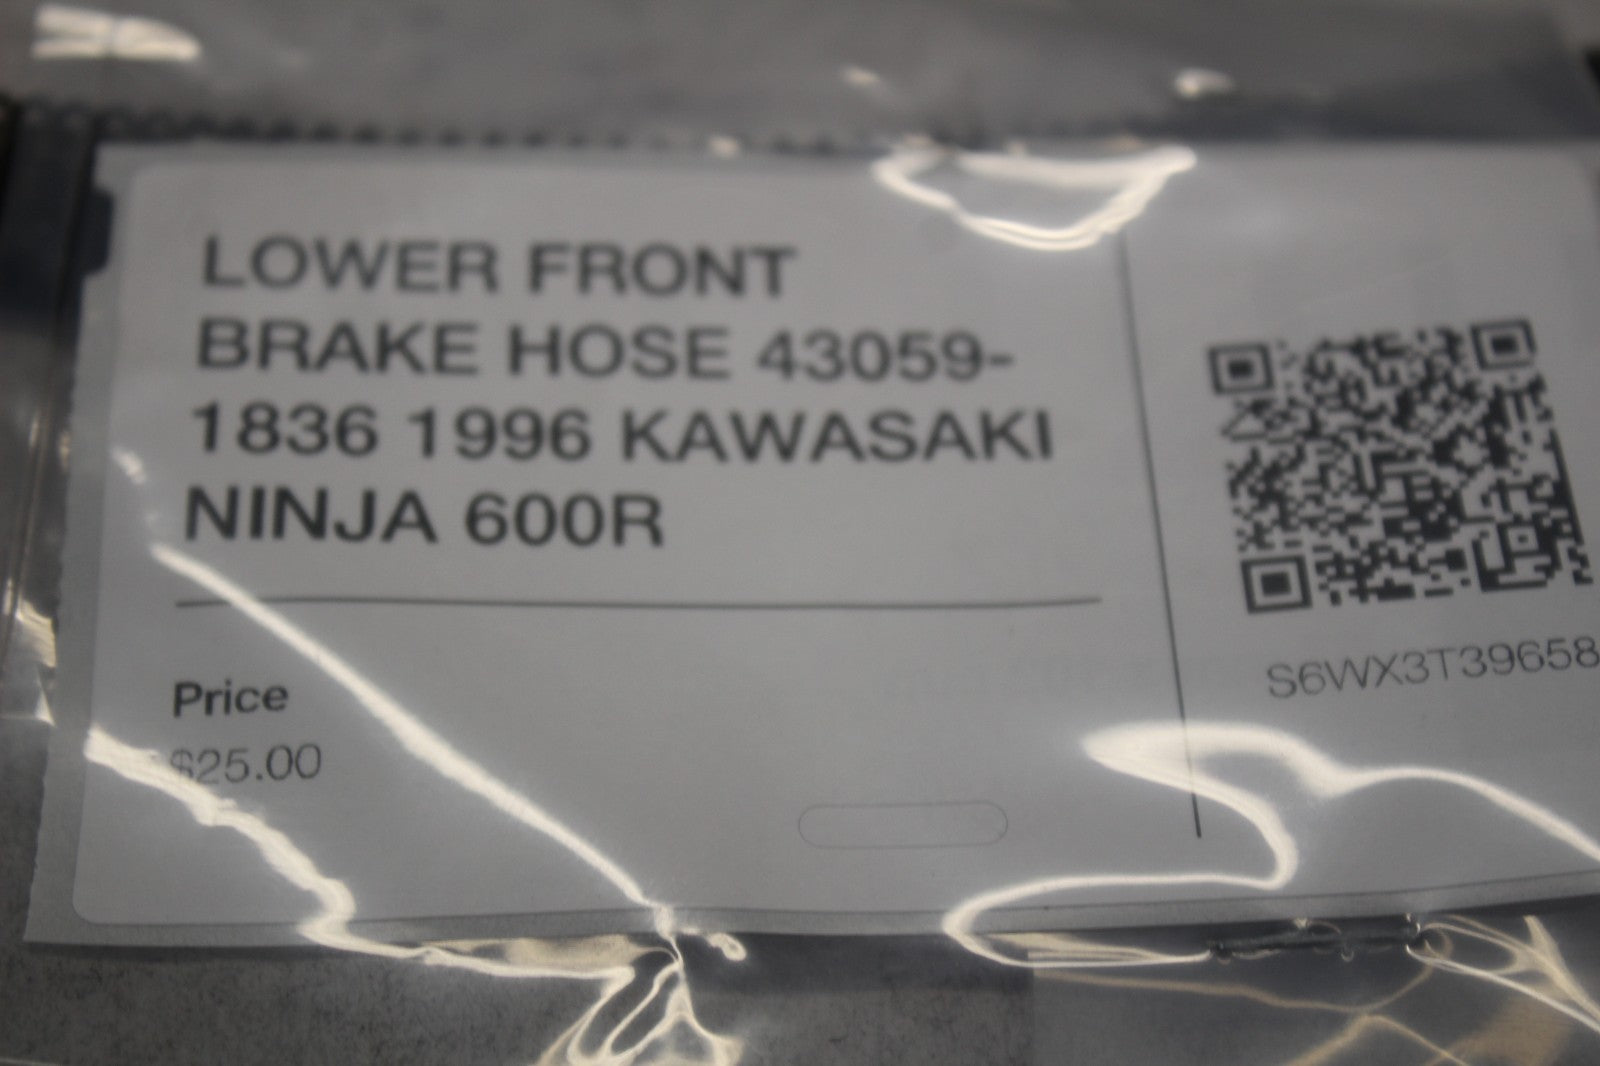 LOWER FRONT
BRAKE HOSE 43059-
1836 1996 KAWASAKI
NINJA 600R
Price
$25.00
S6WX3T39658